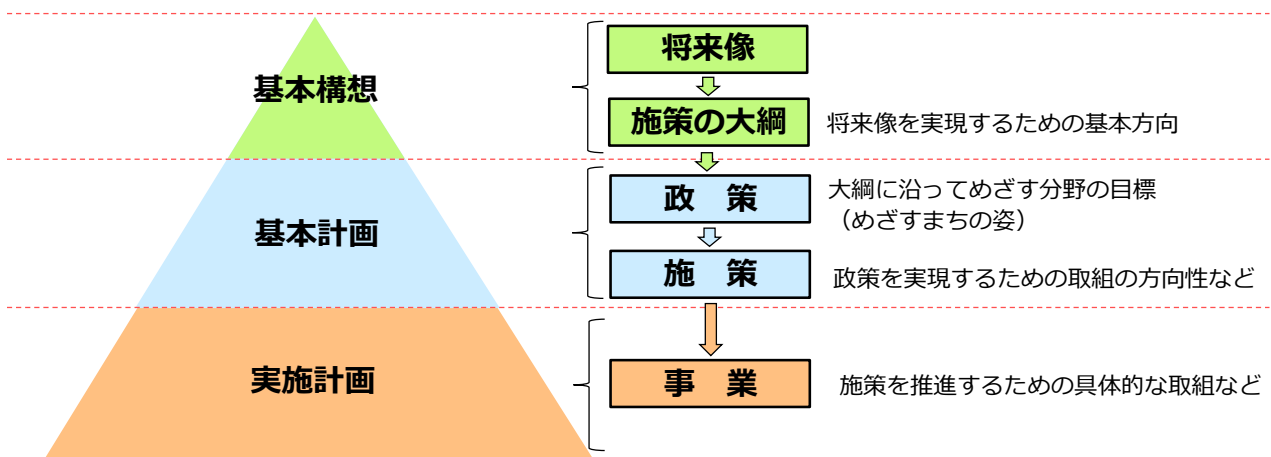 基本構想
将来像
施策の大綱
将来像を実現するための基本方向
基本計画
政　策
大綱に沿ってめざす分野の目標
（めざすまちの姿）
施　策
政策を実現するための取組の方向性など
実施計画
事　業
施策を推進するための具体的な取組など